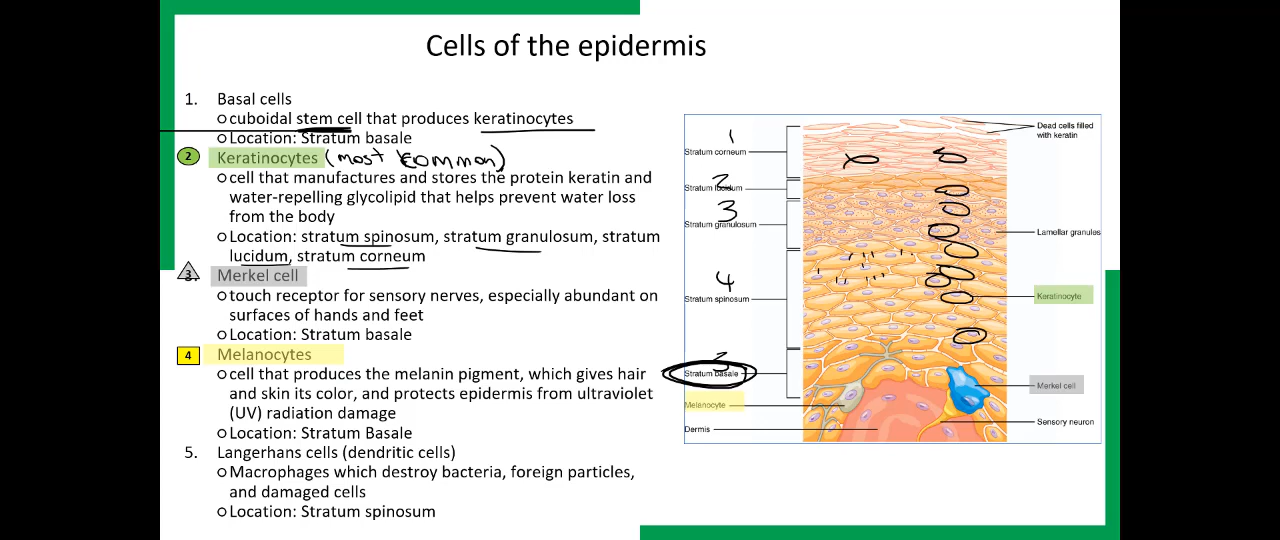 Cells of the epidermis
1. Basal cells
cuboidal stem cell that produces keratinocytes
Location: Stratum basale
2 Keratinocytes (most common)
cell that manufactures and stores the protein keratin and
water-repelling glycolipid that helps prevent water loss
from the body
Location: stratum spinosum, stratum granulosum, stratum
lucidum, stratum corneum
3. Merkel cell
touch receptor for sensory nerves, especially abundant on
surfaces of hands and feet
Location: Stratum basale
4 Melanocytes
cell that produces the melanin pigment, which gives hair
and skin its color, and protects epidermis from ultraviolet
(UV) radiation damage
Location: Stratum Basale
5. Langerhans cells (dendritic cells)
Macrophages which destroy bacteria, foreign particles,
and damaged cells
Location: Stratum spinosum
1
Stratum corneum
2
Stratum lucidum
3
Stratum granulosum
4
Stratum spinosum
Stratum basale
Melanocyte
Dermis
Dead cells filled
with keratin
Lamellar granules
Keratinocyte
Merkel cell
Sensory neuron